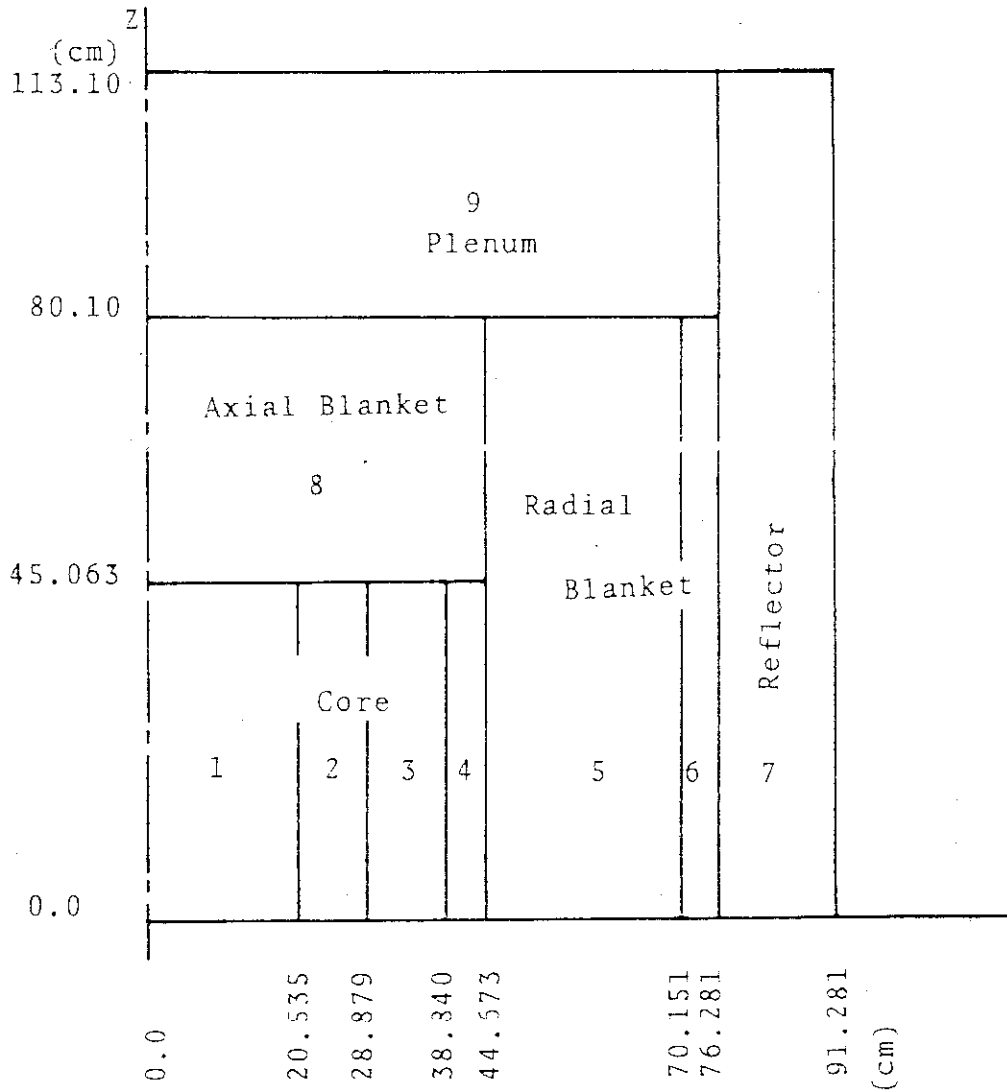 Z
(cm)
113.10
9
Plenum
80.10
Axial Blanket
8
Radial
45.063
Blanket
Reflector
Core
1 2 3 4 5 6 7
0.0
0.0
20.535
28.879
38.840
44.573
70.151
76.281
91.281
(cm)